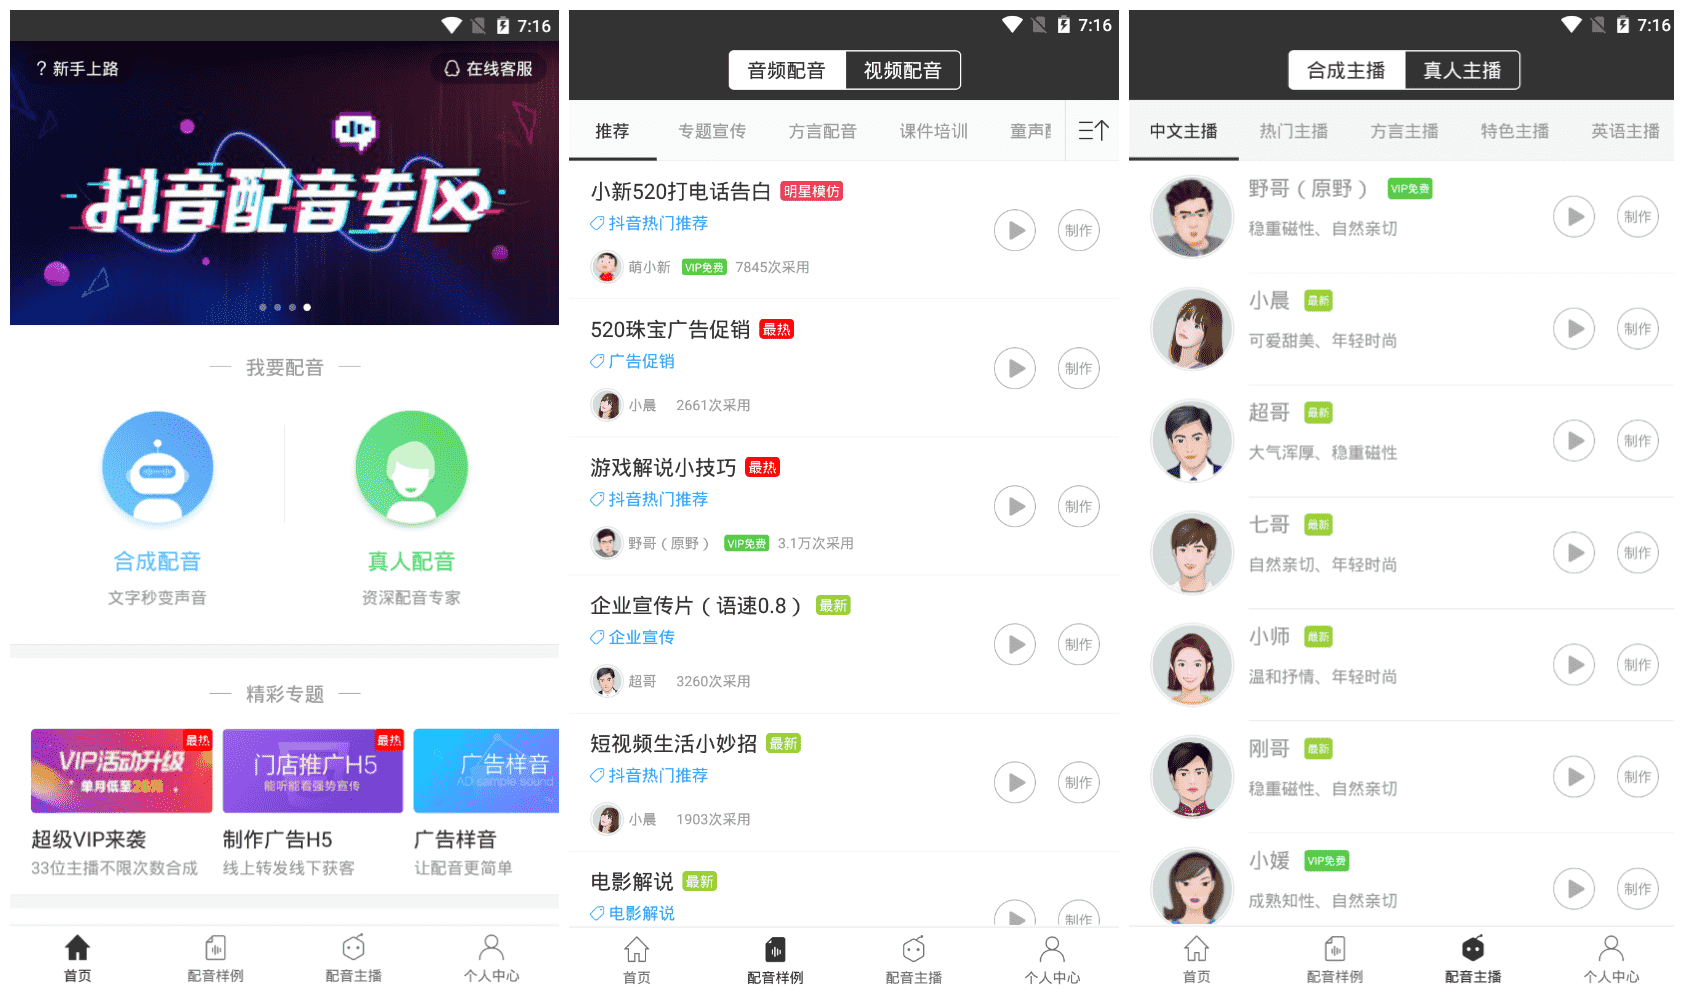 7:16
? 新手上路
在线客服
抖音配音专区
我要配音
合成配音
文字秒变声音
真人配音
资深配音专家
精彩专题
最热
VIP活动升级
单月低至26元
超级VIP来袭
33位主播不限次数合成
最热
门店推广H5
能听能看强势宣传
制作广告H5
线上转发线下获客
广告样音
AD sample sound
广告样音
让配音更简单
首页
配音样例
配音主播
个人中心
7:16
音频配音
视频配音
推荐
专题宣传
方言配音
课件培训
童声
小新520打电话告白 明星模仿
抖音热门推荐
萌小新 VIP免费 7845次采用
制作
520珠宝广告促销 最热
广告促销
小晨 2661次采用
制作
游戏解说小技巧 最热
抖音热门推荐
野哥（原野） VIP免费 3.1万次采用
制作
企业宣传片（语速0.8） 最新
企业宣传
超哥 3260次采用
制作
短视频生活小妙招 最新
抖音热门推荐
小晨 1903次采用
制作
电影解说 最新
电影解说
制作
首页
配音样例
配音主播
个人中心
7:16
合成主播
真人主播
中文主播
热门主播
方言主播
特色主播
英语主播
野哥（原野） VIP免费
稳重磁性、自然亲切
制作
小晨 最新
可爱甜美、年轻时尚
制作
超哥 最新
大气浑厚、稳重磁性
制作
七哥 最新
自然亲切、年轻时尚
制作
小师 最新
温和抒情、年轻时尚
制作
刚哥 最新
稳重磁性、自然亲切
制作
小媛 VIP免费
成熟知性、自然亲切
制作
首页
配音样例
配音主播
个人中心